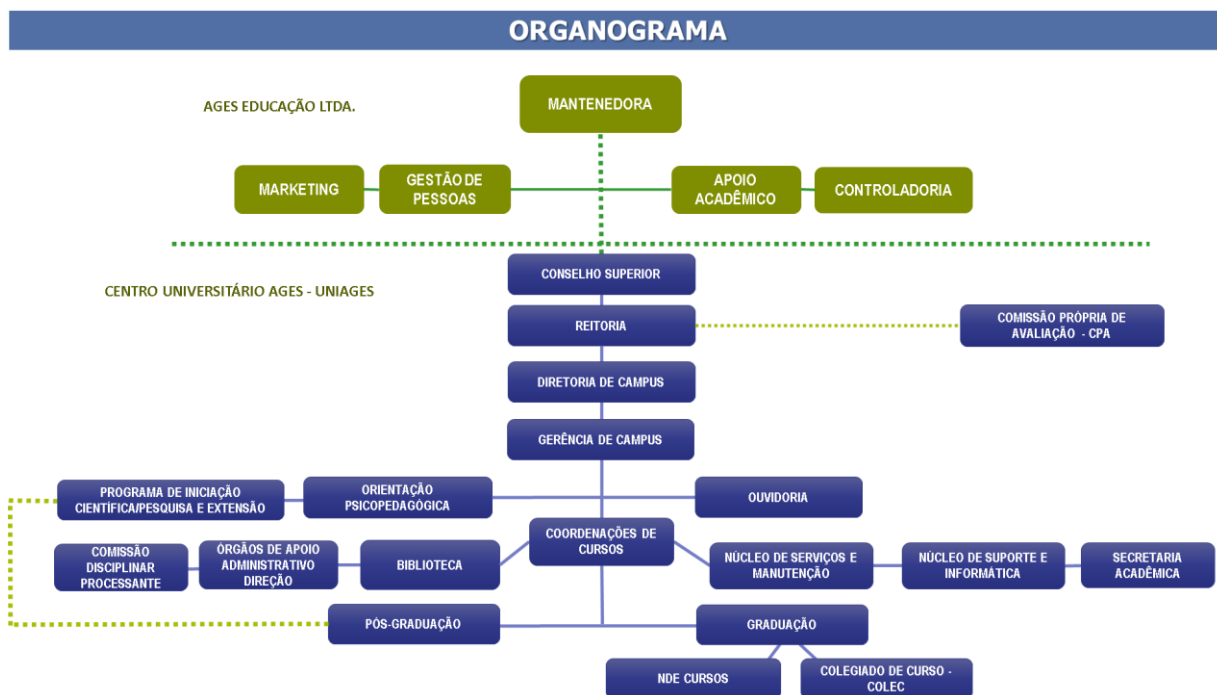 ORGANOGRAMA
AGES EDUCAÇÃO LTDA.
MANTENEDORA
MARKETING
GESTÃO DE
PESSOAS
APOIO
ACADÊMICO
CONTROLADORIA
CENTRO UNIVERSITÁRIO AGES - UNIAGES
CONSELHO SUPERIOR
REITORIA
COMISSÃO PRÓPRIA DE
AVALIAÇÃO - CPA
DIRETORIA DE CAMPUS
GERÊNCIA DE CAMPUS
PROGRAMA DE INICIAÇÃO
CIENTÍFICA/PESQUISA E EXTENSÃO
ORIENTAÇÃO
PSICOPEDAGÓGICA
OUVIDORIA
COORDENAÇÕES DE
CURSOS
COMISSÃO
DISCIPLINAR
PROCESSANTE
ÓRGÃOS DE APOIO
ADMINISTRATIVO
DIREÇÃO
BIBLIOTECA
NÚCLEO DE SERVIÇOS E
MANUTENÇÃO
NÚCLEO DE SUPORTE E
INFORMÁTICA
SECRETARIA
ACADÊMICA
PÓS-GRADUAÇÃO
GRADUAÇÃO
NDE CURSOS
COLEGIADO DE CURSO -
COLEC